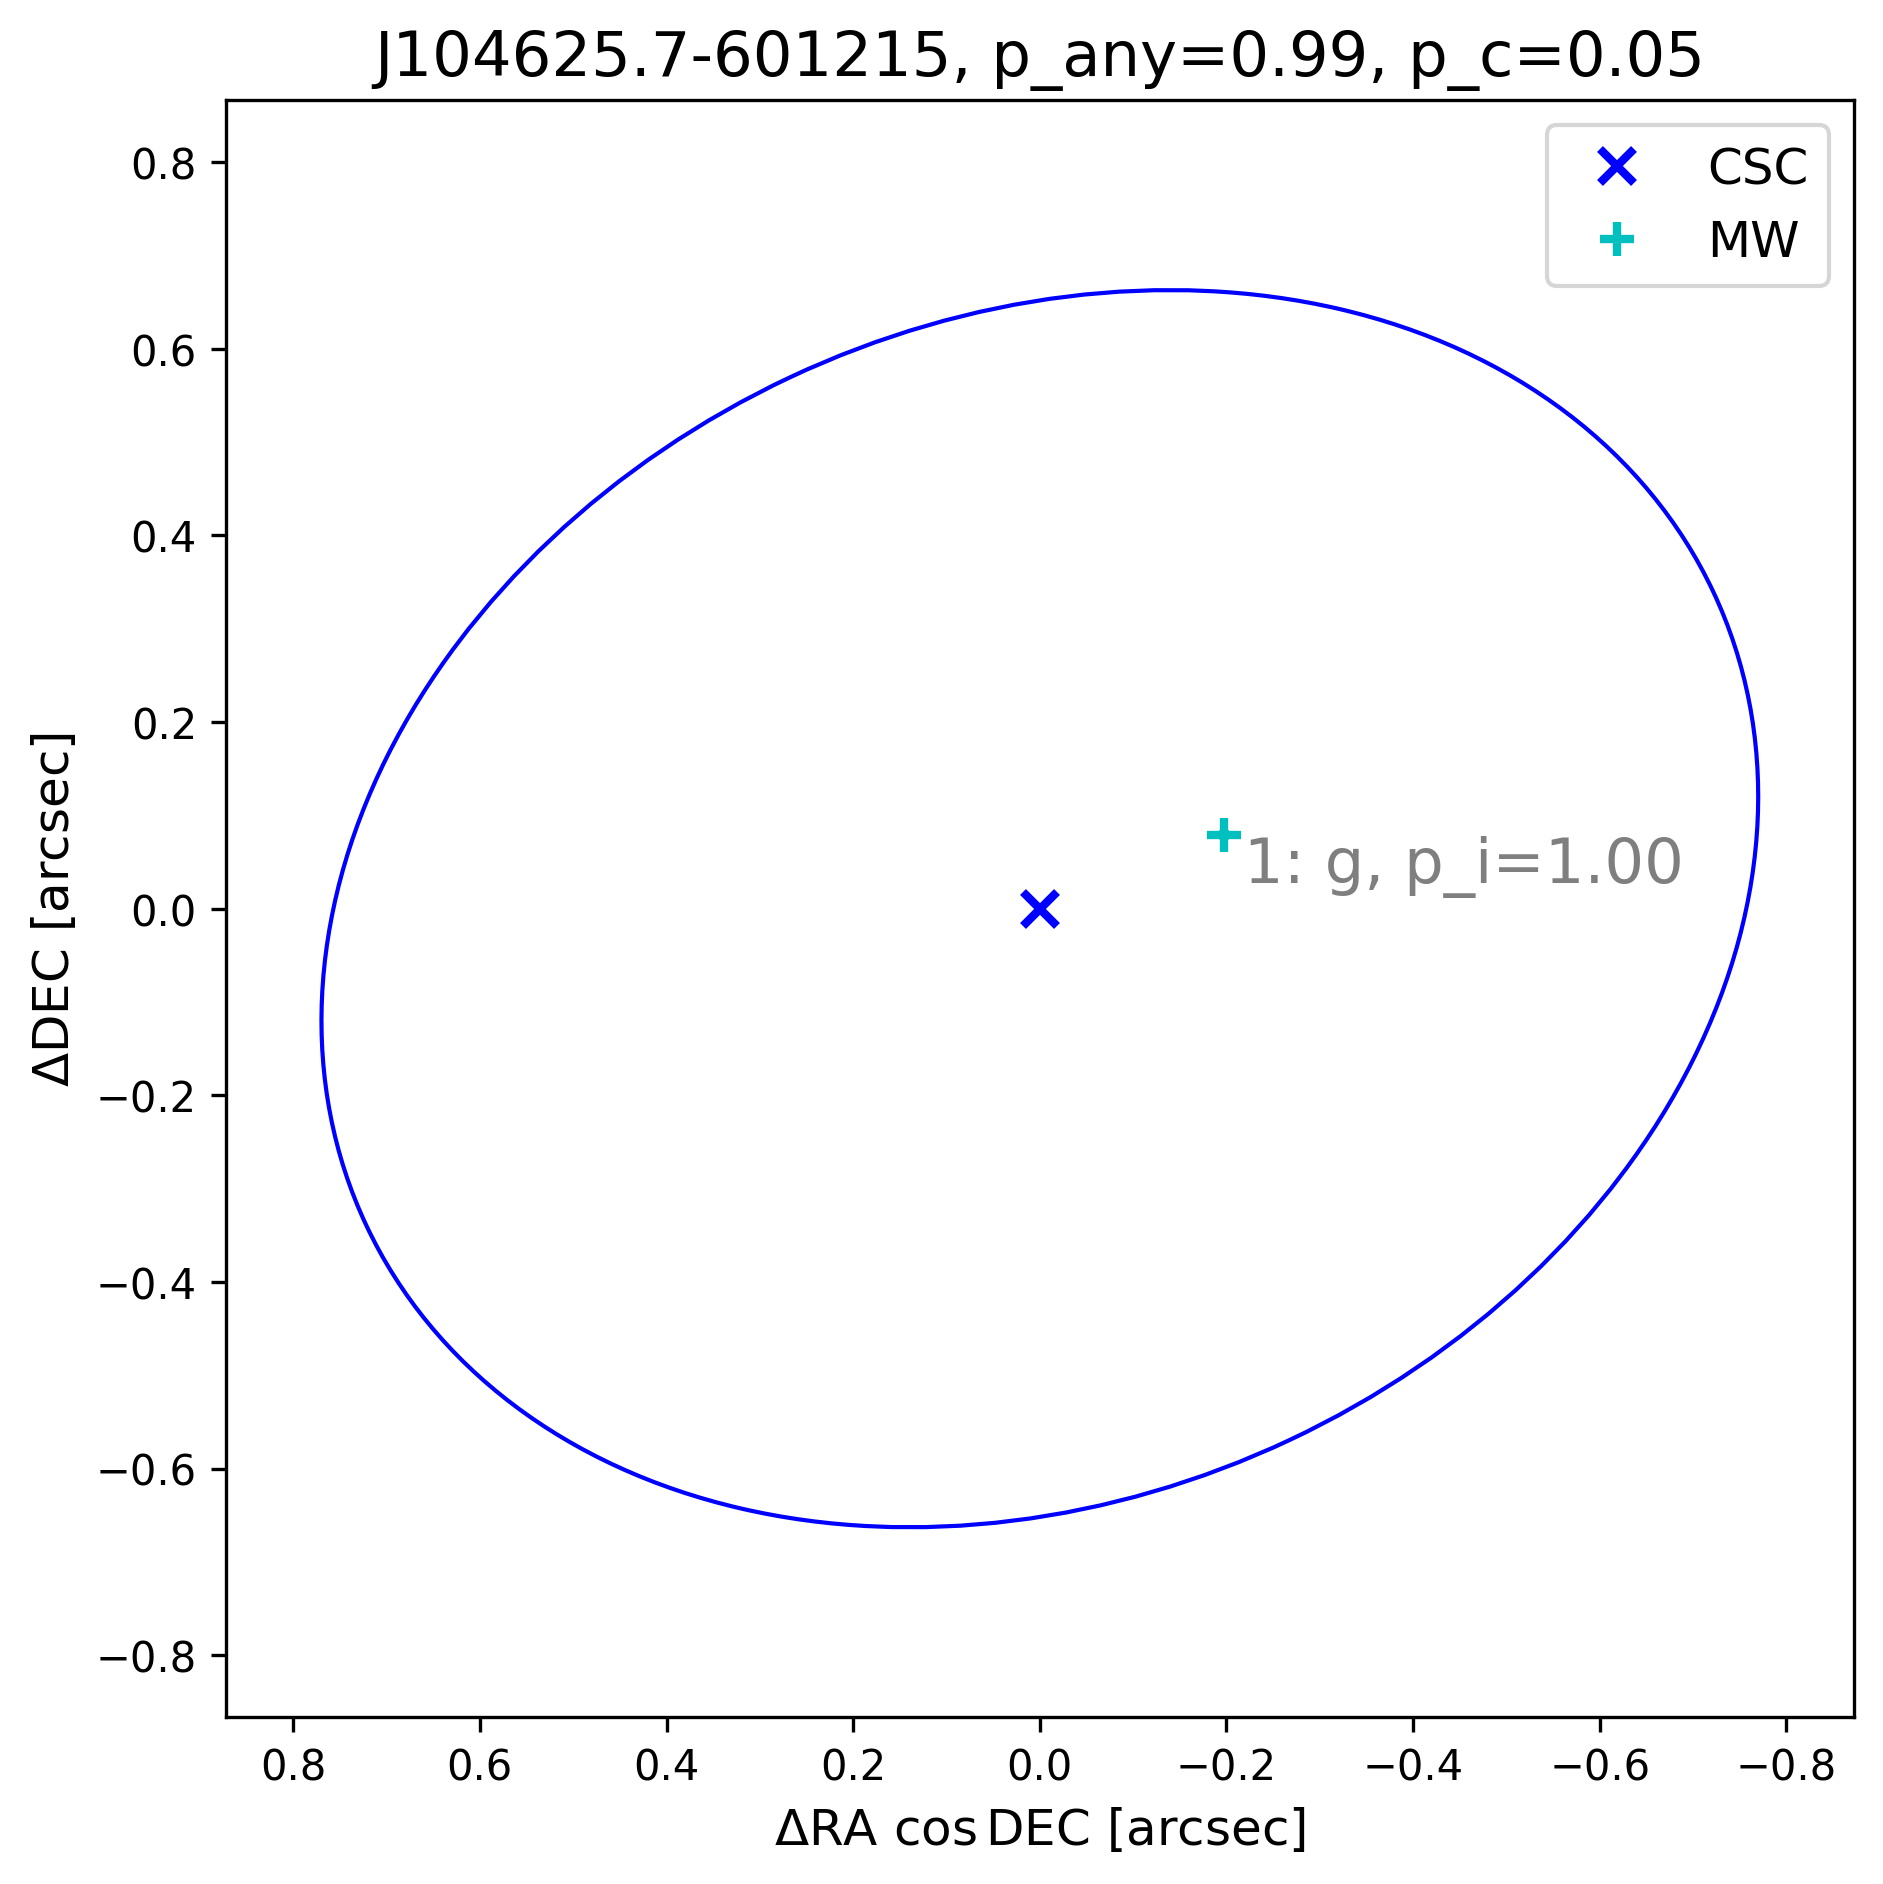 J104625.7-601215, p_any=0.99, p_c=0.05
CSC
MW
0.8
0.6
0.4
0.2
0.0
−0.2
−0.4
−0.6
−0.8
ΔDEC [arcsec]
1: g, p_i=1.00
0.8 0.6 0.4 0.2 0.0 −0.2 −0.4 −0.6 −0.8
ΔRA cos DEC [arcsec]